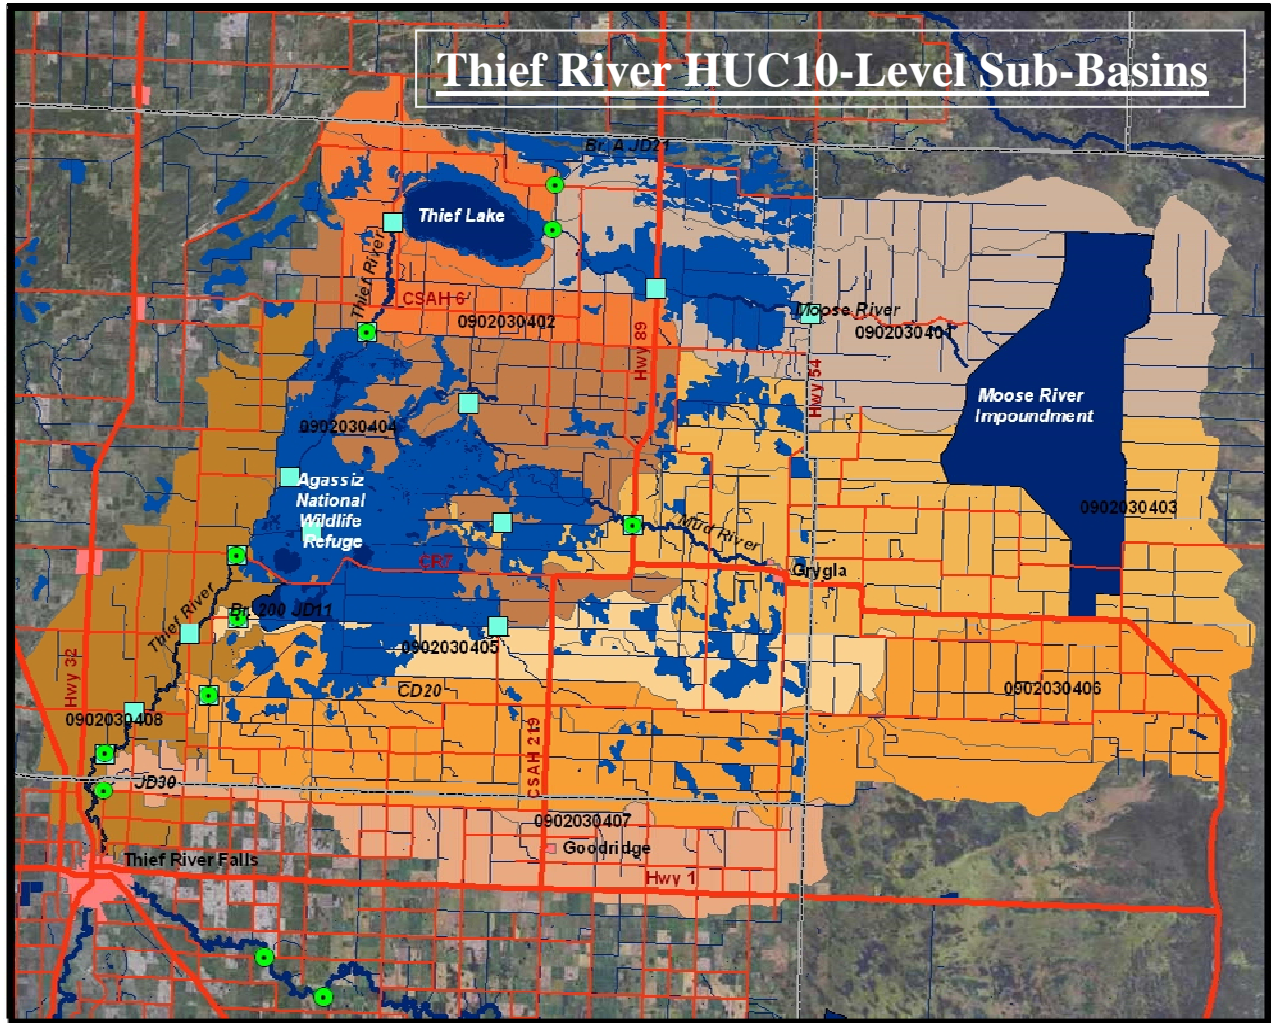 Thief River HUC10-Level Sub-Basins
Br. A JD21
Thief Lake
Thief River
CSAH 6
0902030402
Moose River
0902030401
Hwy 89
Hwy 54
Moose River
Impoundment
0902030404
Agassiz
National
Wildlife
Refuge
0902030403
Mud River
CR7
Grygla
Thief River
Br 200 JD11
0902030405
Hwy 32
CD20
0902030406
0902030408
CSAH 219
JD30
0902030407
Goodridge
Thief River Falls
Hwy 1